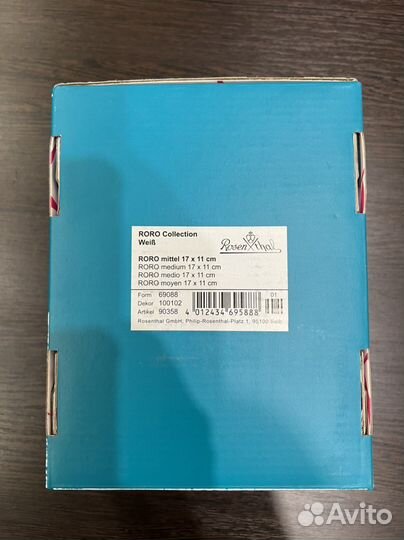 RORO Collection
Weiß
Rosenthal
RORO mittel 17 x 11 cm
RORO medium 17 x 11 cm
RORO medio 17 x 11 cm
RORO moyen 17 x 11 cm
Form 69088
Dekor 100102
Artikel 90358
01
4 012434 695888
Rosenthal GmbH, Philip-Rosenthal-Platz 1, 95100 Selb
Avito